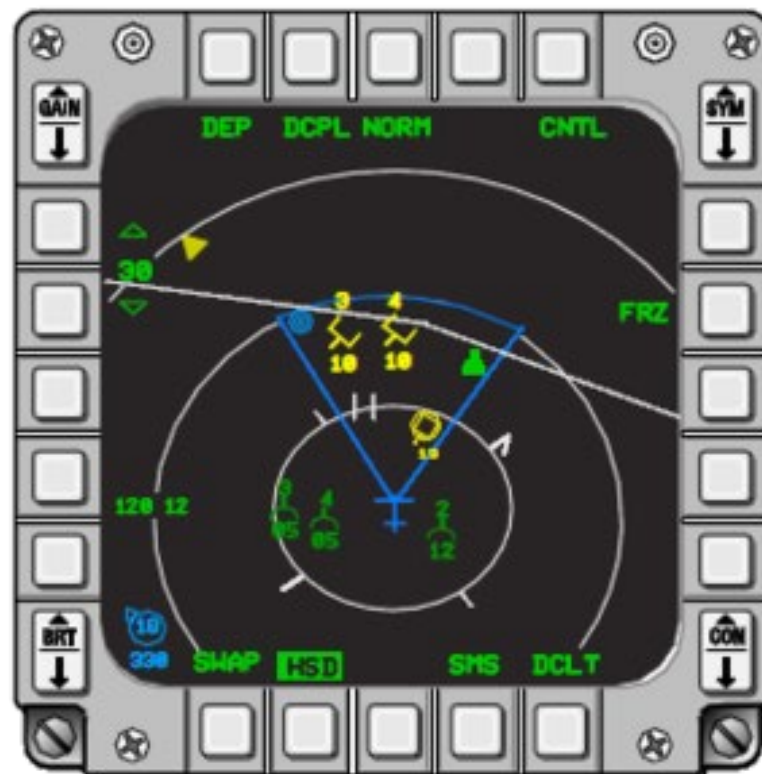 GAIN
SYM
DEP DCPL NORM CNTL
30
3 4
FRZ
10 10
10
3 4 2
120 12
05 05 12
10
330
BRT
CON
SWAP HSD SMS DCLT